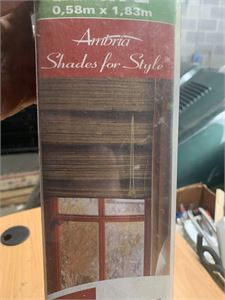 0,58m x 1,83m
Ambria
Shades for Style